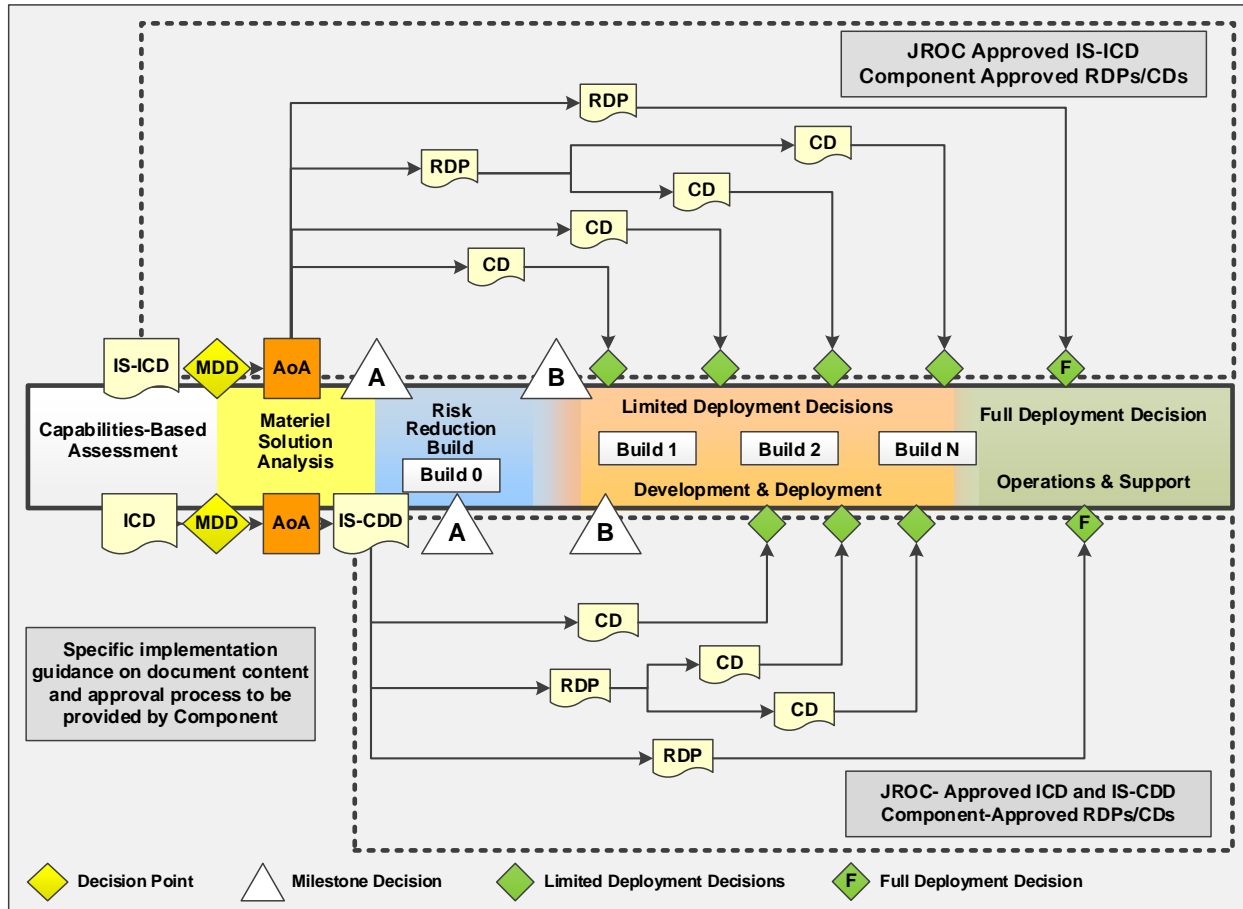 JROC Approved IS-ICD
Component Approved RDPs/CDs
RDP
CD
RDP
CD
CD
CD
IS-ICD
MDD
AoA
A
B
F
Capabilities-Based
Assessment
Materiel
Solution
Analysis
Risk
Reduction
Build
Build 0
Limited Deployment Decisions
Build 1
Build 2
Build N
Development & Deployment
Full Deployment Decision
Operations & Support
ICD
MDD
AoA
IS-CDD
A
B
F
CD
CD
RDP
CD
RDP
Specific implementation
guidance on document content
and approval process to be
provided by Component
JROC- Approved ICD and IS-CDD
Component-Approved RDPs/CDs
Decision Point
Milestone Decision
Limited Deployment Decisions
F
Full Deployment Decision